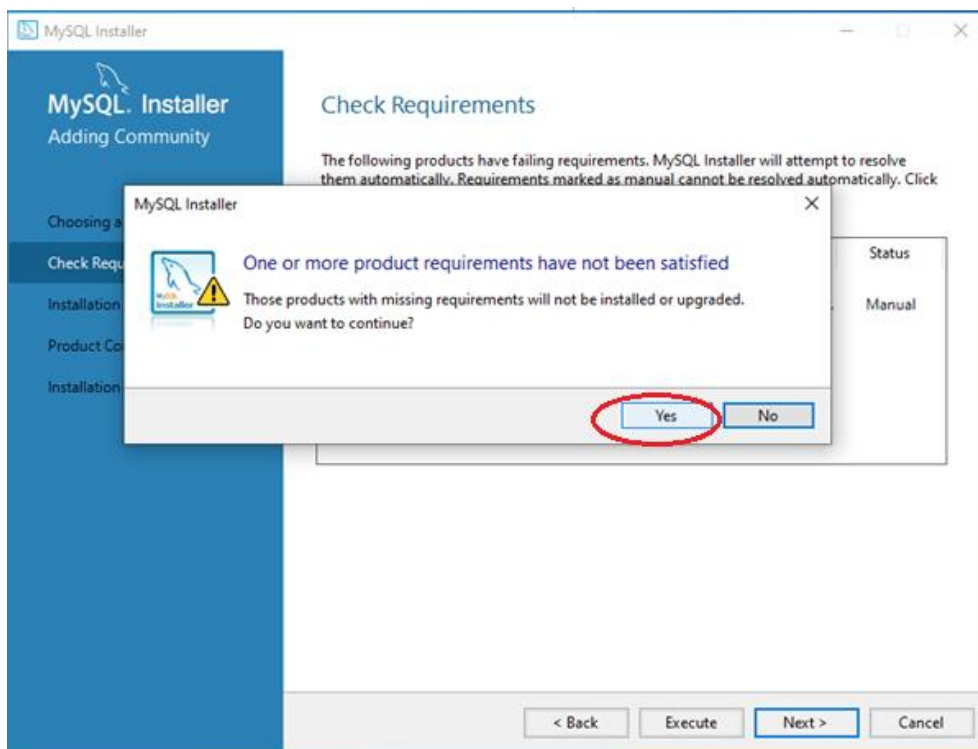 MySQL Installer
MySQL. Installer
Adding Community
Choosing a
Check Requ
Installation
Product Co
Installation
Check Requirements
The following products have failing requirements. MySQL Installer will attempt to resolve
them automatically. Requirements marked as manual cannot be resolved automatically. Click
Status
Manual
MySQL Installer
MySQL
Installer
One or more product requirements have not been satisfied
Those products with missing requirements will not be installed or upgraded.
Do you want to continue?
Yes
No
< Back
Execute
Next >
Cancel